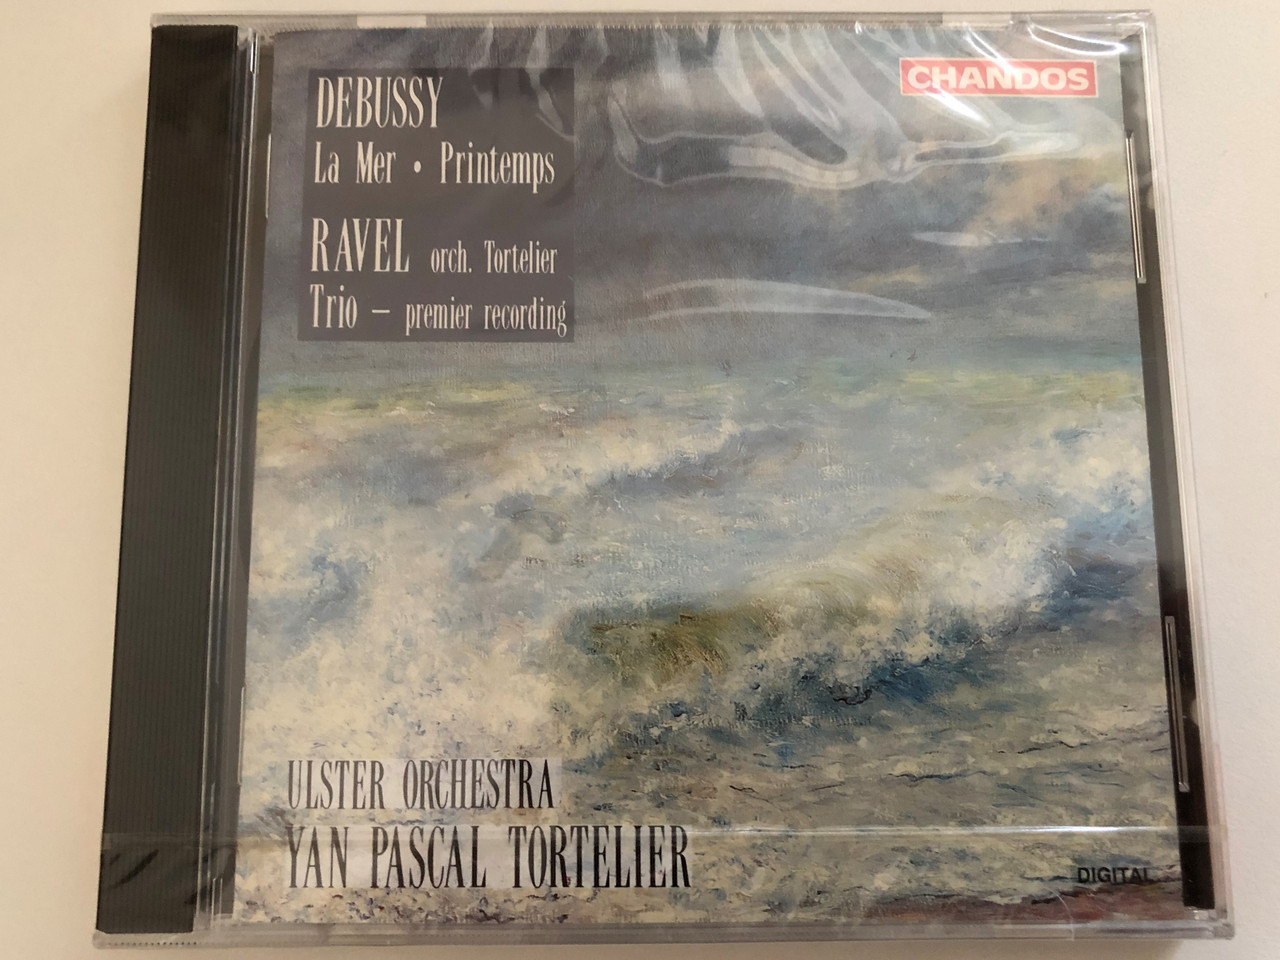 CHANDOS
DEBUSSY
La Mer • Printemps
RAVEL orch. Tortelier
Trio – premier recording
ULSTER ORCHESTRA
YAN PASCAL TORTELIER
DIGITAL